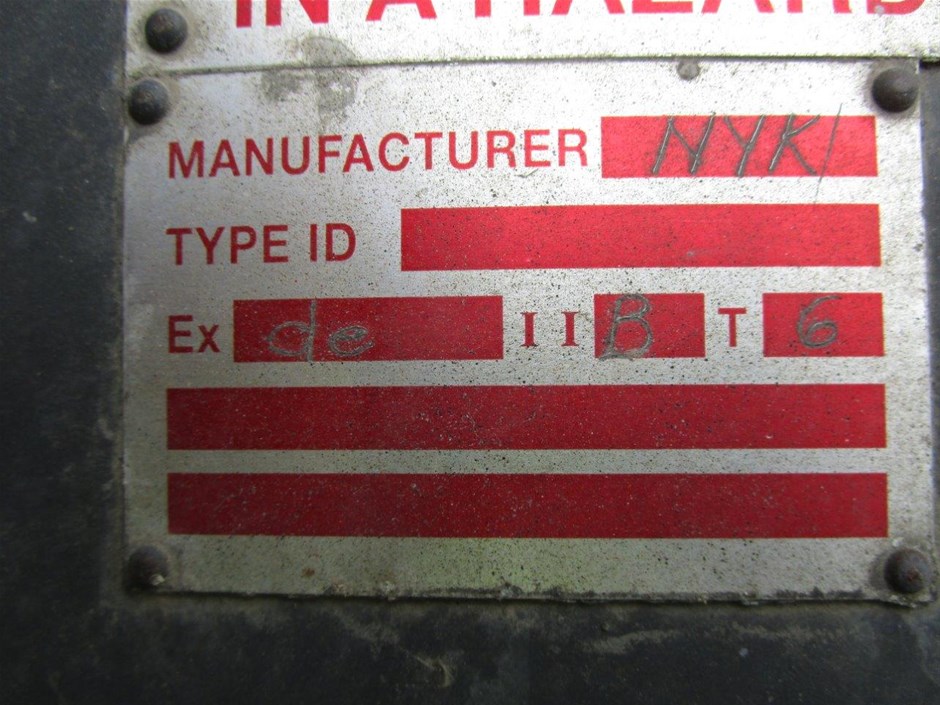 IN A HAZARD
MANUFACTURER NYK
TYPE ID
Ex de IIB T 6